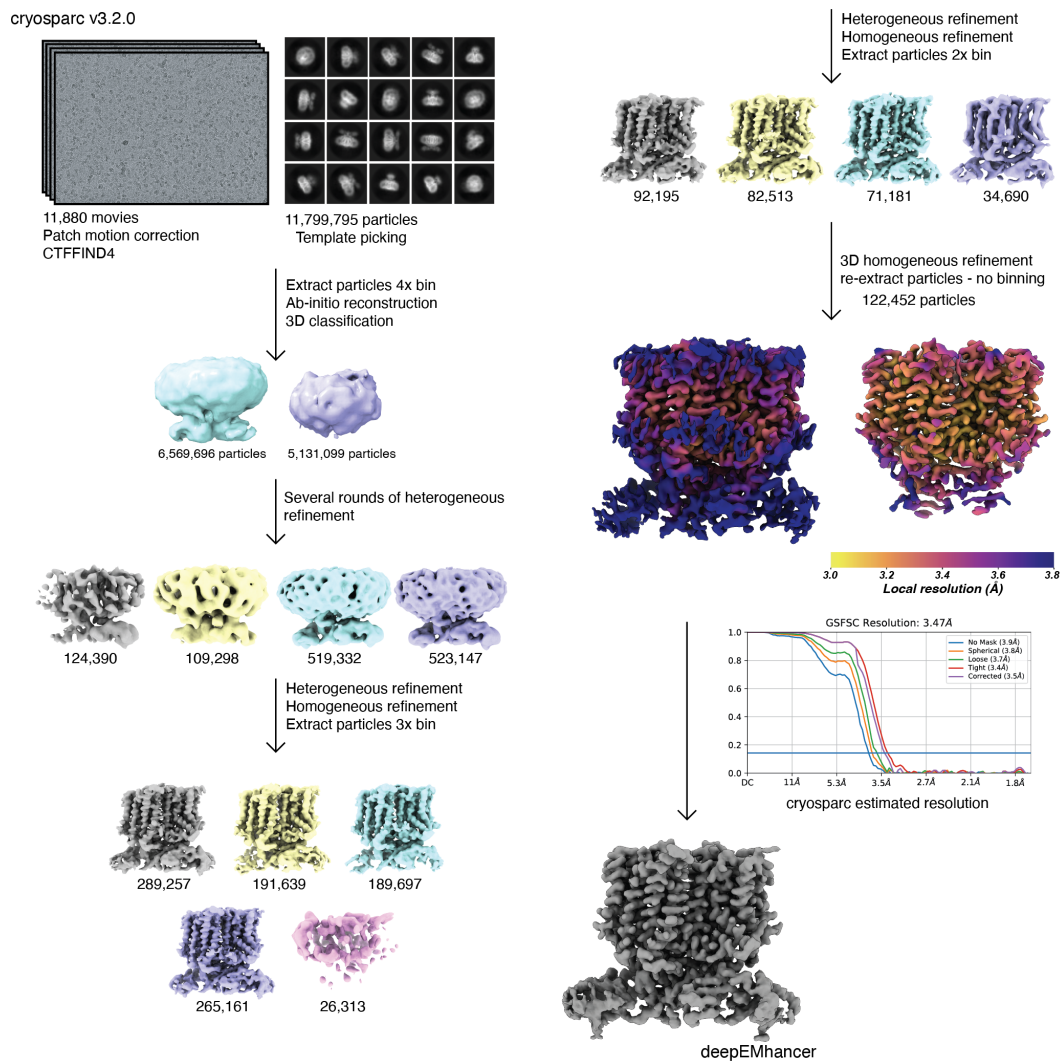 cryosparc v3.2.0
11,880 movies
Patch motion correction
CTFFIND4
11,799,795 particles
Template picking
Extract particles 4x bin
Ab-initio reconstruction
3D classification
6,569,696 particles
5,131,099 particles
Several rounds of heterogeneous
refinement
124,390
109,298
519,332
523,147
Heterogeneous refinement
Homogeneous refinement
Extract particles 3x bin
289,257
191,639
189,697
265,161
26,313
Heterogeneous refinement
Homogeneous refinement
Extract particles 2x bin
92,195
82,513
71,181
34,690
3D homogeneous refinement
re-extract particles - no binning
122,452 particles
3.0 3.2 3.4 3.6 3.8
Local resolution (Å)
GSFSC Resolution: 3.47Å
1.0
0.8
0.6
0.4
0.2
0.0
No Mask (3.9Å)
Spherical (3.8Å)
Loose (3.7Å)
Tight (3.4Å)
Corrected (3.5Å)
DC 11Å 5.3Å 3.5Å 2.7Å 2.1Å 1.8Å
cryosparc estimated resolution
deepEMhancer